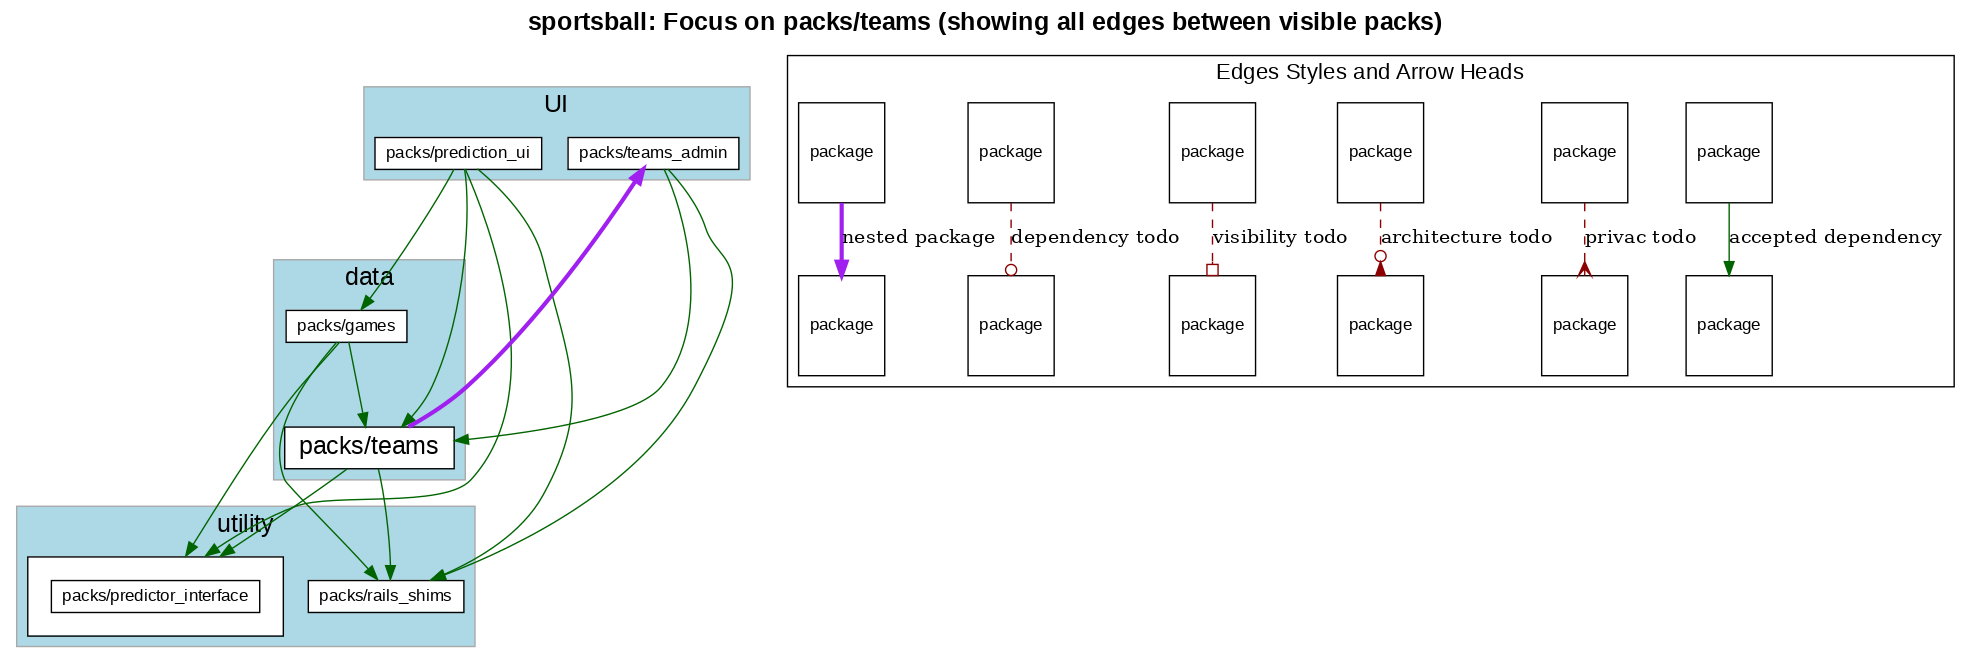 sportsball: Focus on packs/teams (showing all edges between visible packs)
UI
packs/prediction_ui
packs/teams_admin
data
packs/games
packs/teams
utility
packs/predictor_interface
packs/rails_shims
Edges Styles and Arrow Heads
package
package
package
package
package
package
nested package
dependency todo
visibility todo
architecture todo
privac todo
accepted dependency
package
package
package
package
package
package